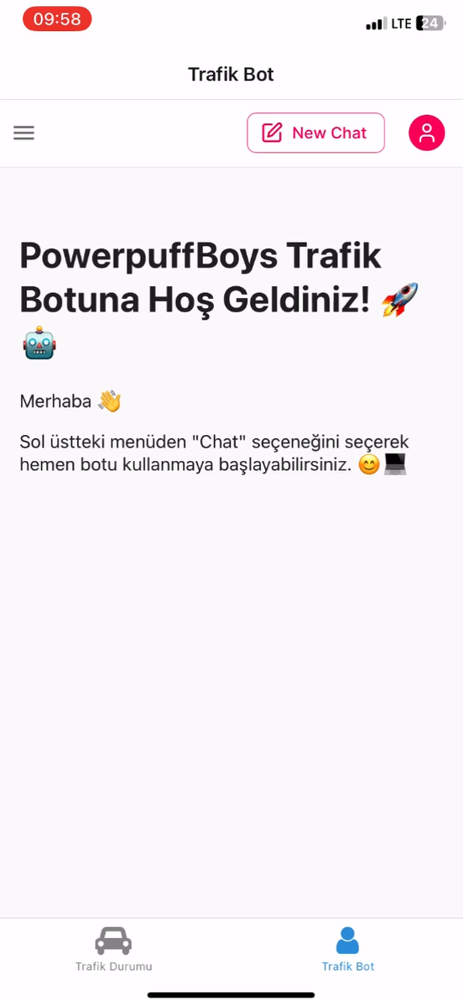 09:58
LTE 24
Trafik Bot
New Chat
PowerpuffBoys Trafik
Botuna Hoş Geldiniz! 🚀
🤖
Merhaba 👋
Sol üstteki menüden "Chat" seçeneğini seçerek
hemen botu kullanmaya başlayabilirsiniz. 😊💻
Trafik Durumu
Trafik Bot